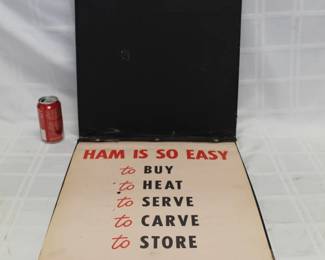 HAM IS SO EASY
to BUY
to HEAT
to SERVE
to CARVE
to STORE